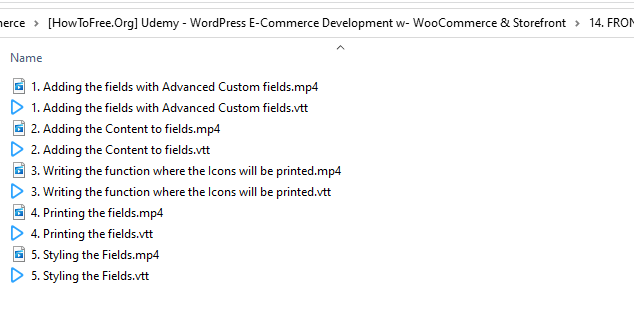 merce > [HowToFree.Org] Udemy - WordPress E-Commerce Development w- WooCommerce & Storefront > 14. FRON
Name
1. Adding the fields with Advanced Custom fields.mp4
1. Adding the fields with Advanced Custom fields.vtt
2. Adding the Content to fields.mp4
2. Adding the Content to fields.vtt
3. Writing the function where the Icons will be printed.mp4
3. Writing the function where the Icons will be printed.vtt
4. Printing the fields.mp4
4. Printing the fields.vtt
5. Styling the Fields.mp4
5. Styling the Fields.vtt